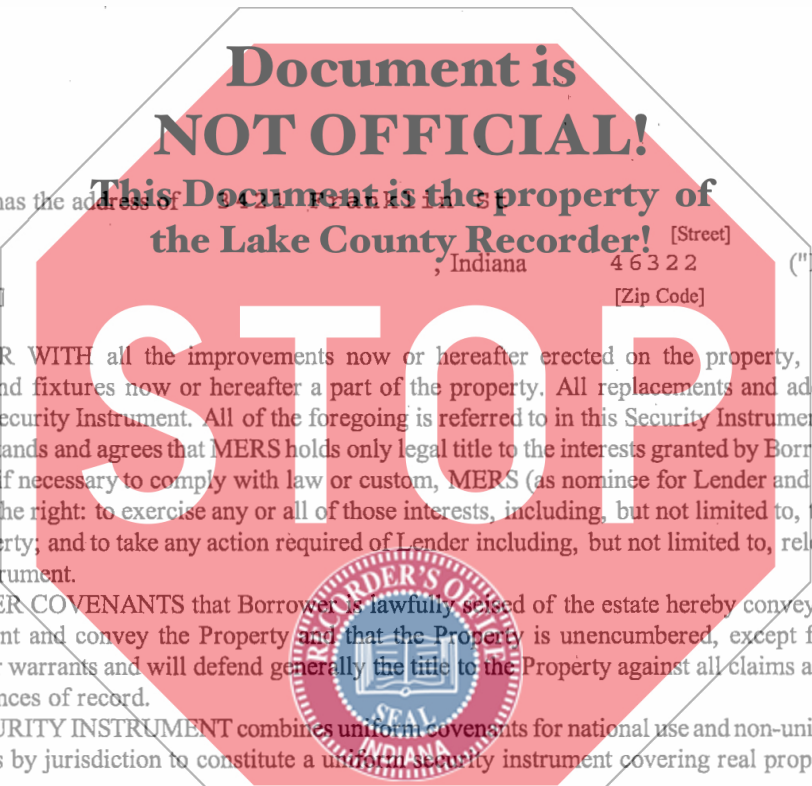 Document is
NOT OFFICIAL!
This Document is the property of
has the address of 3421 Franklin St
the Lake County Recorder!
[Street]
, Indiana 46322 ("
]
[Zip Code]
STOP
R WITH all the improvements now or hereafter erected on the property,
nd fixtures now or hereafter a part of the property. All replacements and ad
ecurity Instrument. All of the foregoing is referred to in this Security Instrumen
ands and agrees that MERS holds only legal title to the interests granted by Borr
if necessary to comply with law or custom, MERS (as nominee for Lender and
he right: to exercise any or all of those interests, including, but not limited to,
erty; and to take any action required of Lender including, but not limited to, rel
rument.
ER COVENANTS that Borrower is lawfully seised of the estate hereby convey
nt and convey the Property and that the Property is unencumbered, except f
warrants and will defend generally the title to the Property against all claims a
nces of record.
URITY INSTRUMENT combines uniform covenants for national use and non-uni
s by jurisdiction to constitute a uniform security instrument covering real prop
RECORDER'S OFFICE
SEAL
INDIANA